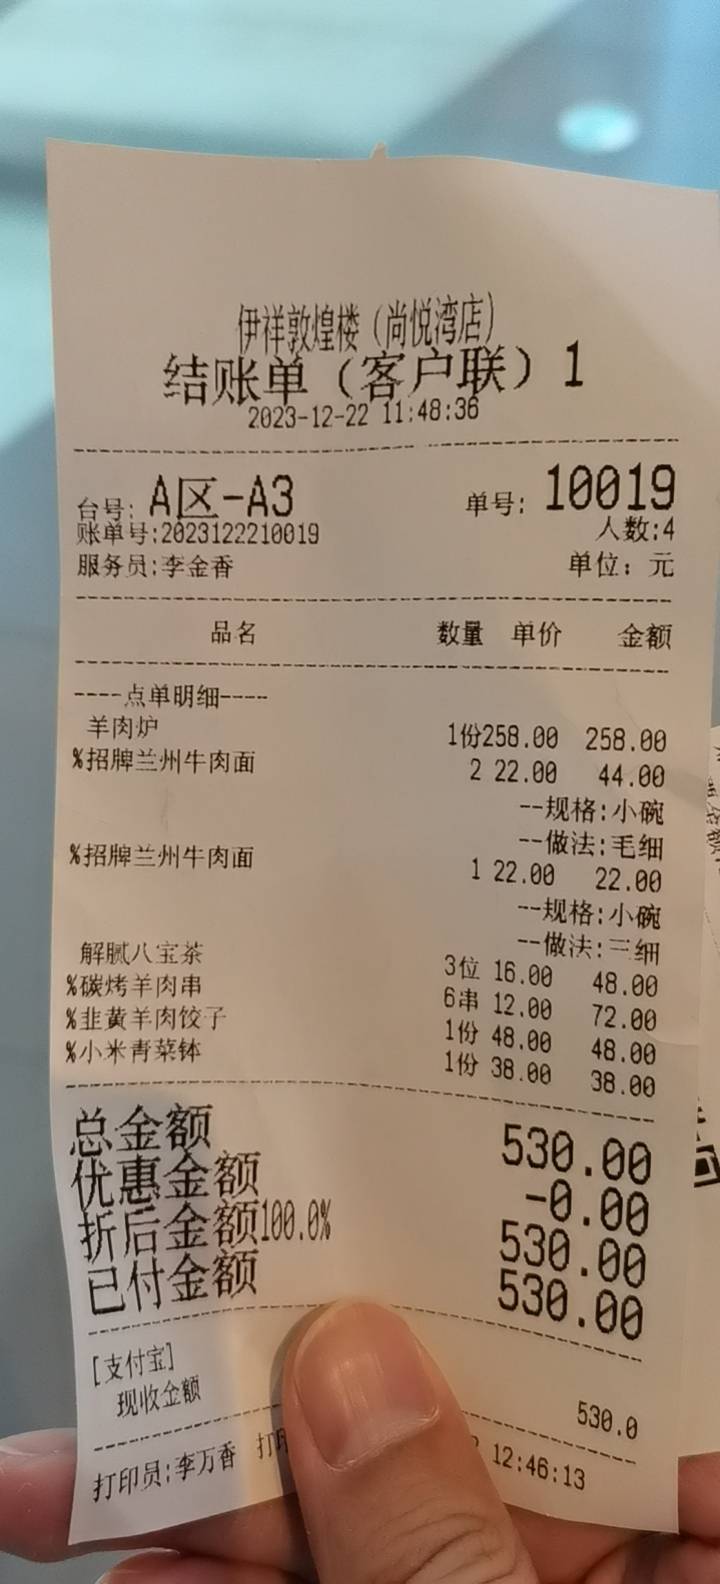 伊祥敦煌楼（尚悦湾店）
结账单（客户联）1
2023-12-22 11:48:36
台号: A区-A3 单号: 10019
账单号:2023122210019 人数:4
服务员:李金香 单位: 元
品名 数量 单价 金额
----点单明细----
羊肉炉 1份258.00 258.00
%招牌兰州牛肉面 2 22.00 44.00
--规格:小碗
--做法:毛细
%招牌兰州牛肉面 1 22.00 22.00
--规格:小碗
--做法:三细
解腻八宝茶 3位 16.00 48.00
%碳烤羊肉串 6串 12.00 72.00
%韭黄羊肉饺子 1份 48.00 48.00
%小米青菜钵 1份 38.00 38.00
总金额 530.00
优惠金额 -0.00
折后金额100.0% 530.00
已付金额 530.00
[支付宝]
现收金额 530.0
打印员:李万香 打 12:46:13